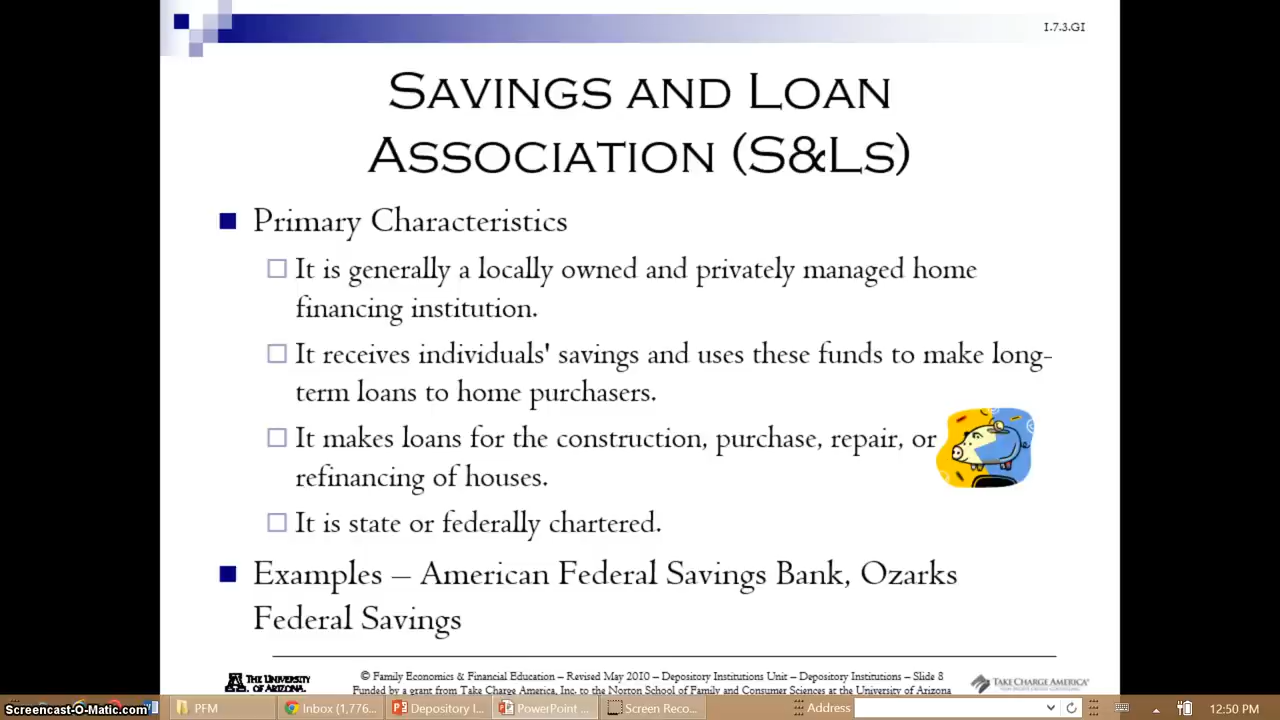 I.7.3.G1
SAVINGS AND LOAN
ASSOCIATION (S&LS)
Primary Characteristics
It is generally a locally owned and privately managed home
financing institution.
It receives individuals' savings and uses these funds to make long-
term loans to home purchasers.
It makes loans for the construction, purchase, repair, or
refinancing of houses.
It is state or federally chartered.
Examples – American Federal Savings Bank, Ozarks
Federal Savings
THE UNIVERSITY
OF ARIZONA.
© Family Economics & Financial Education – Revised May 2010 – Depository Institutions Unit – Depository Institutions – Slide 8
Funded by a grant from Take Charge America, Inc. to the Norton School of Family and Consumer Sciences at the University of Arizona
TAKE CHARGE AMERICA
Screencast-O-Matic.com
PFM
Inbox (1,776...
Depository I...
PowerPoint ...
Screen Reco...
Address
12:50 PM